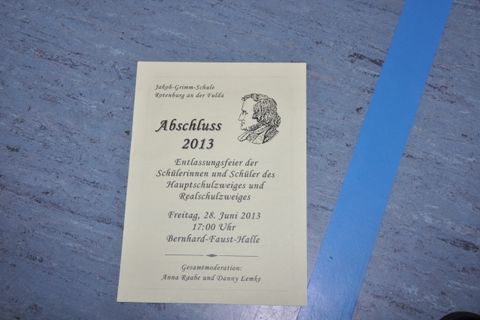 Jakob-Grimm-Schule
Rotenburg an der Fulda
Abschluss
2013
Entlassungsfeier der
Schülerinnen und Schüler des
Hauptschulzweiges und
Realschulzweiges
Freitag, 28. Juni 2013
17:00 Uhr
Bernhard-Faust-Halle
Gesamtmoderation:
Anna Raabe und Danny Lemke